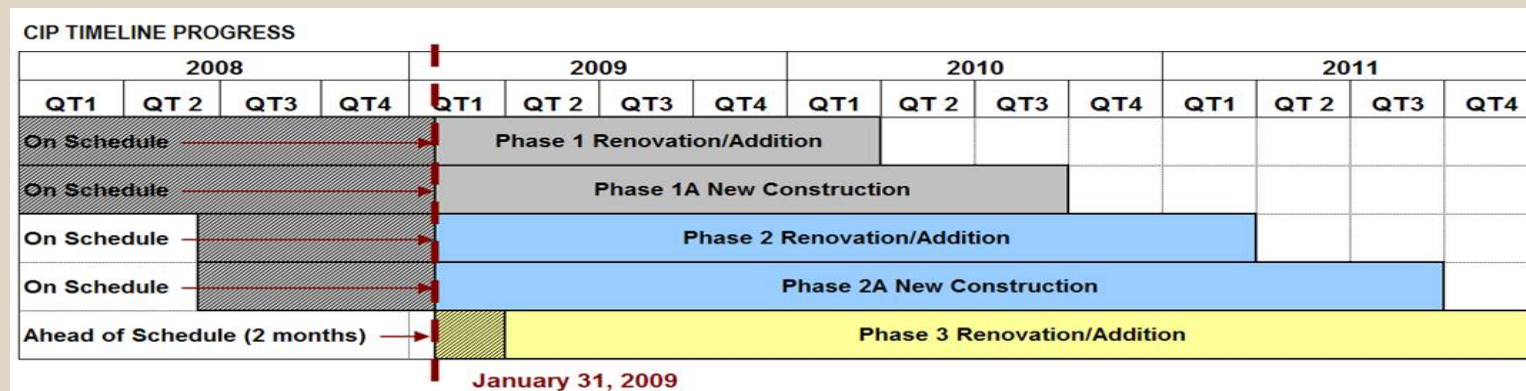 CIP TIMELINE PROGRESS
2008 2009 2010 2011
QT1 QT 2 QT3 QT4 QT1 QT 2 QT3 QT4 QT1 QT 2 QT3 QT4 QT1 QT 2 QT3 QT4
On Schedule Phase 1 Renovation/Addition
On Schedule Phase 1A New Construction
On Schedule Phase 2 Renovation/Addition
On Schedule Phase 2A New Construction
Ahead of Schedule (2 months) Phase 3 Renovation/Addition
January 31, 2009